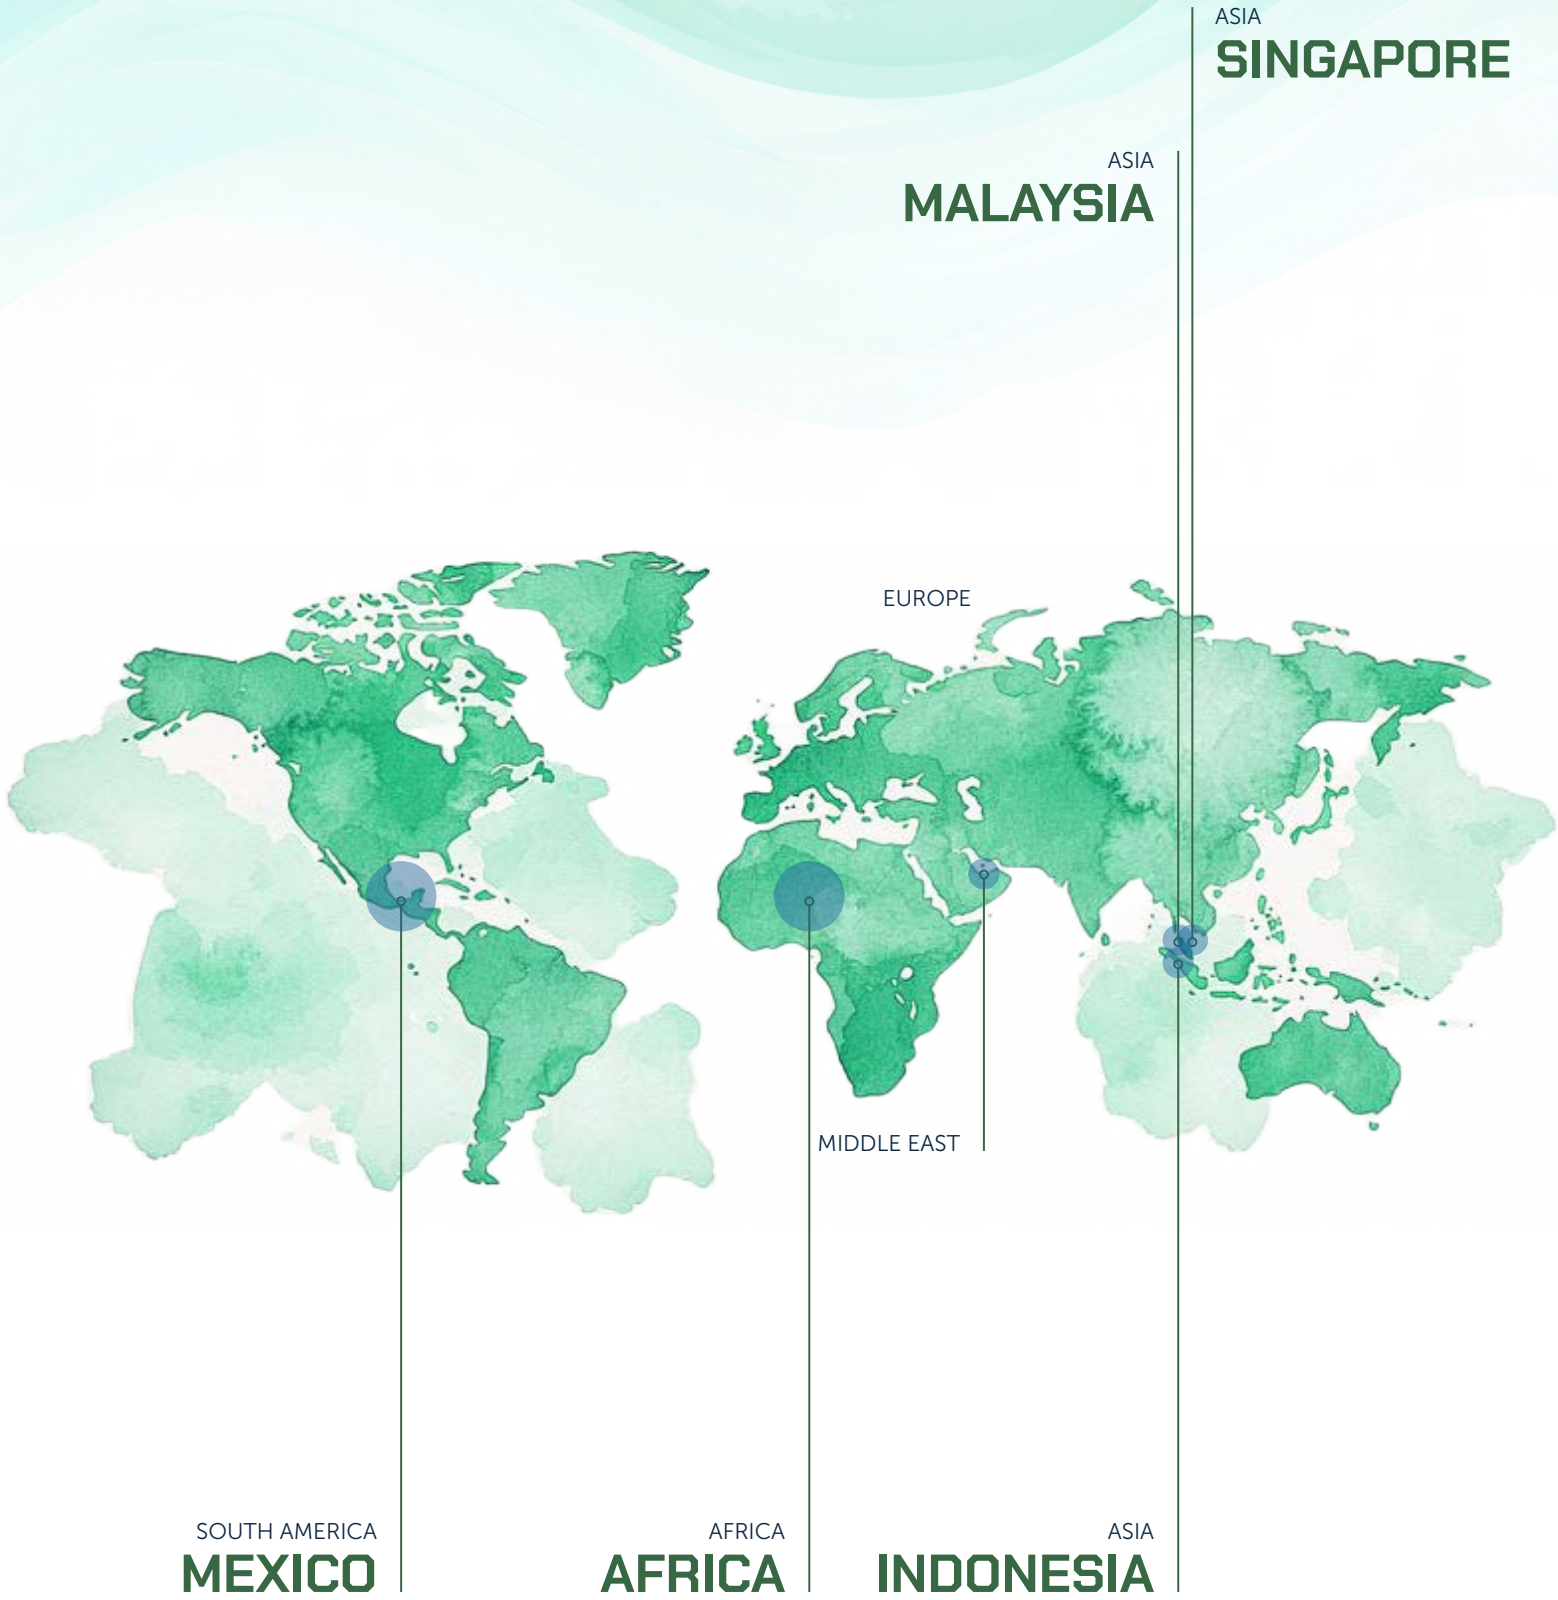 ASIA
SINGAPORE
ASIA
MALAYSIA
EUROPE
MIDDLE EAST
SOUTH AMERICA
MEXICO
AFRICA
AFRICA
ASIA
INDONESIA